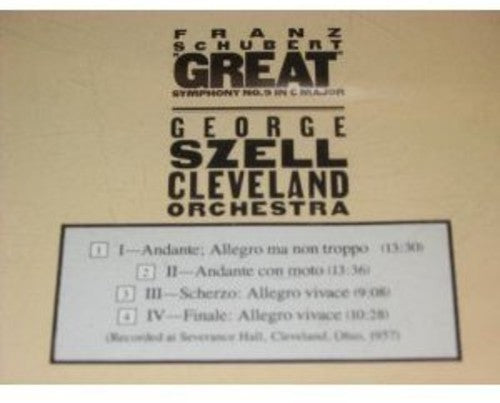 FRANZ
SCHUBERT
"GREAT"
SYMPHONY NO. 9 IN C MAJOR
GEORGE
SZELL
CLEVELAND
ORCHESTRA
1 I—Andante; Allegro ma non troppo (13:30)
2 II—Andante con moto (13:36)
3 III—Scherzo: Allegro vivace (9:08)
4 IV—Finale: Allegro vivace (10:28)
(Recorded at Severance Hall, Cleveland, Ohio, 1957)